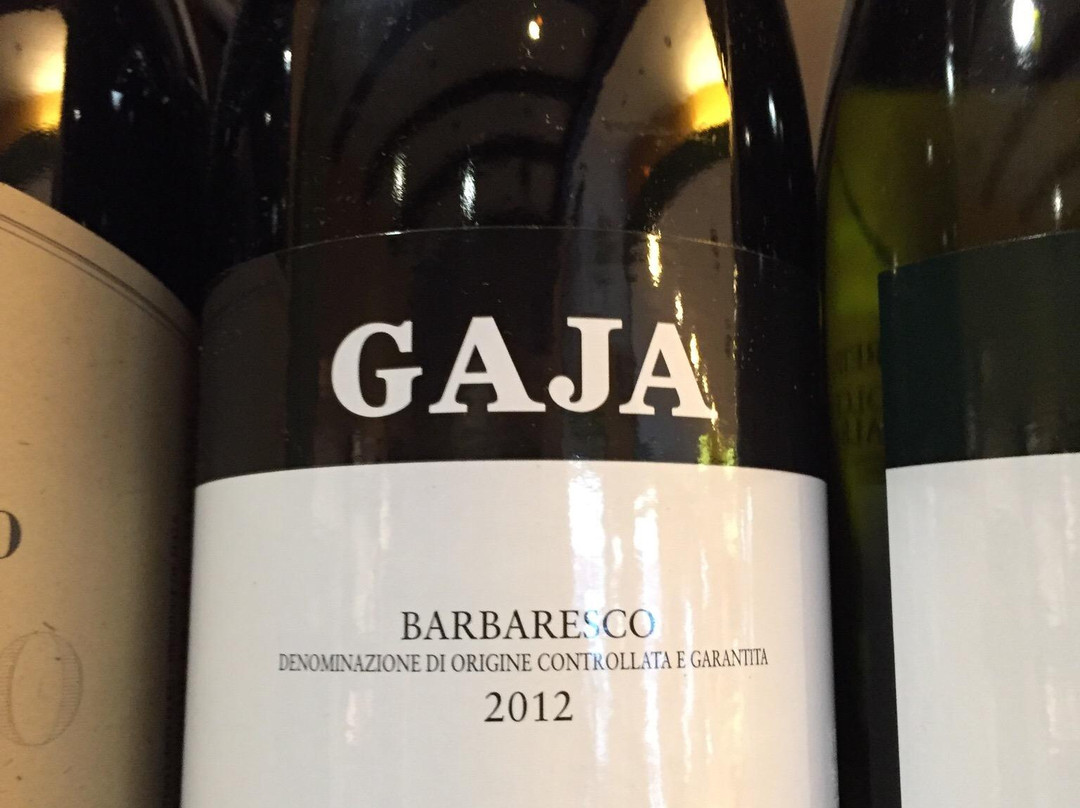 GAJA
BARBARESCO
DENOMINAZIONE DI ORIGINE CONTROLLATA E GARANTITA
2012